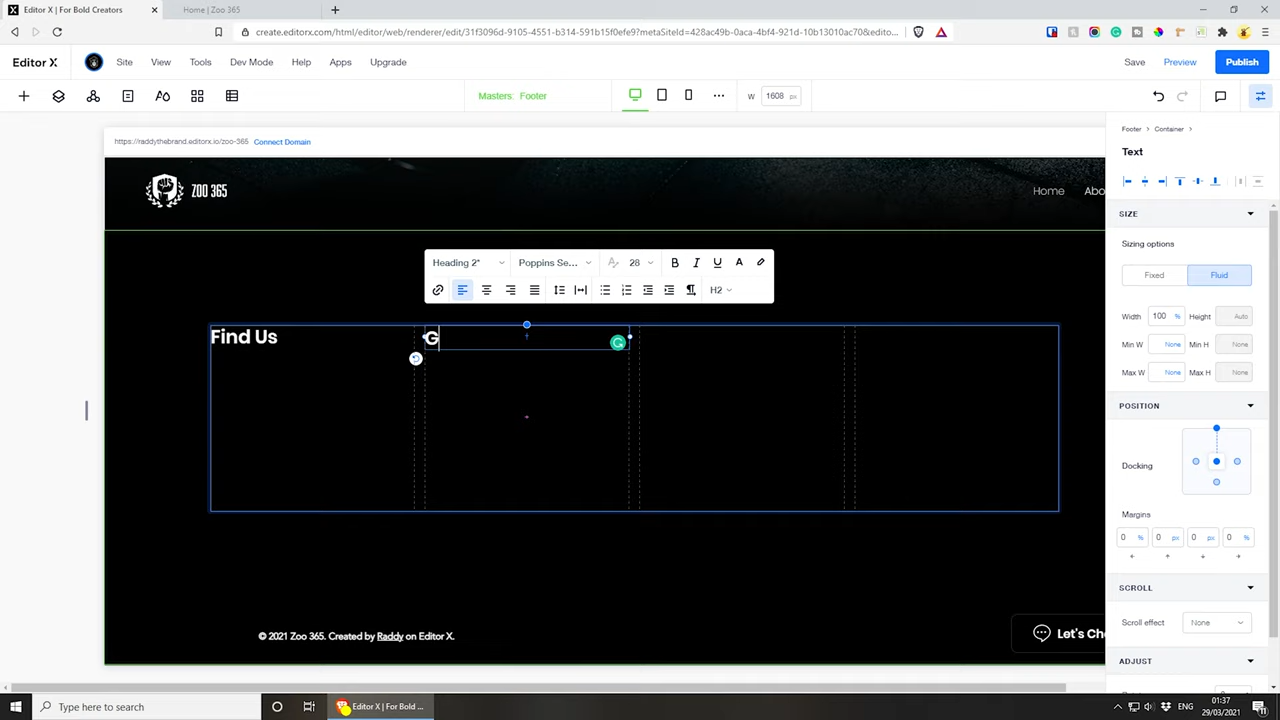 Editor X | For Bold Creators
Home | Zoo 365
create.editorx.com/html/editor/web/renderer/edit/31f3096d-9105-4551-b314-591b15f0efe9?metaSiteId=428ac49b-0aca-4bf4-921d-10b13010ac70&edito...
Editor X Site View Tools Dev Mode Help Apps Upgrade Save Preview Publish
Masters: Footer W 1608 px
https://raddythebrand.editorx.io/zoo-365 Connect Domain
Footer > Container >
Text
ZOO 365 Home Abo
SIZE
Sizing options
Fixed Fluid
Heading 2* Poppins Se... 28 B I U A
H2
Width 100 % Height Auto
Min W None Min H None
Max W None Max H None
Find Us G
POSITION
Docking
Margins
0 % 0 px 0 px 0 %
SCROLL
Scroll effect None
ADJUST
© 2021 Zoo 365. Created by Raddy on Editor X.
Let's Ch
Type here to search
Editor X | For Bold ...
ENG
01:37
29/03/2021